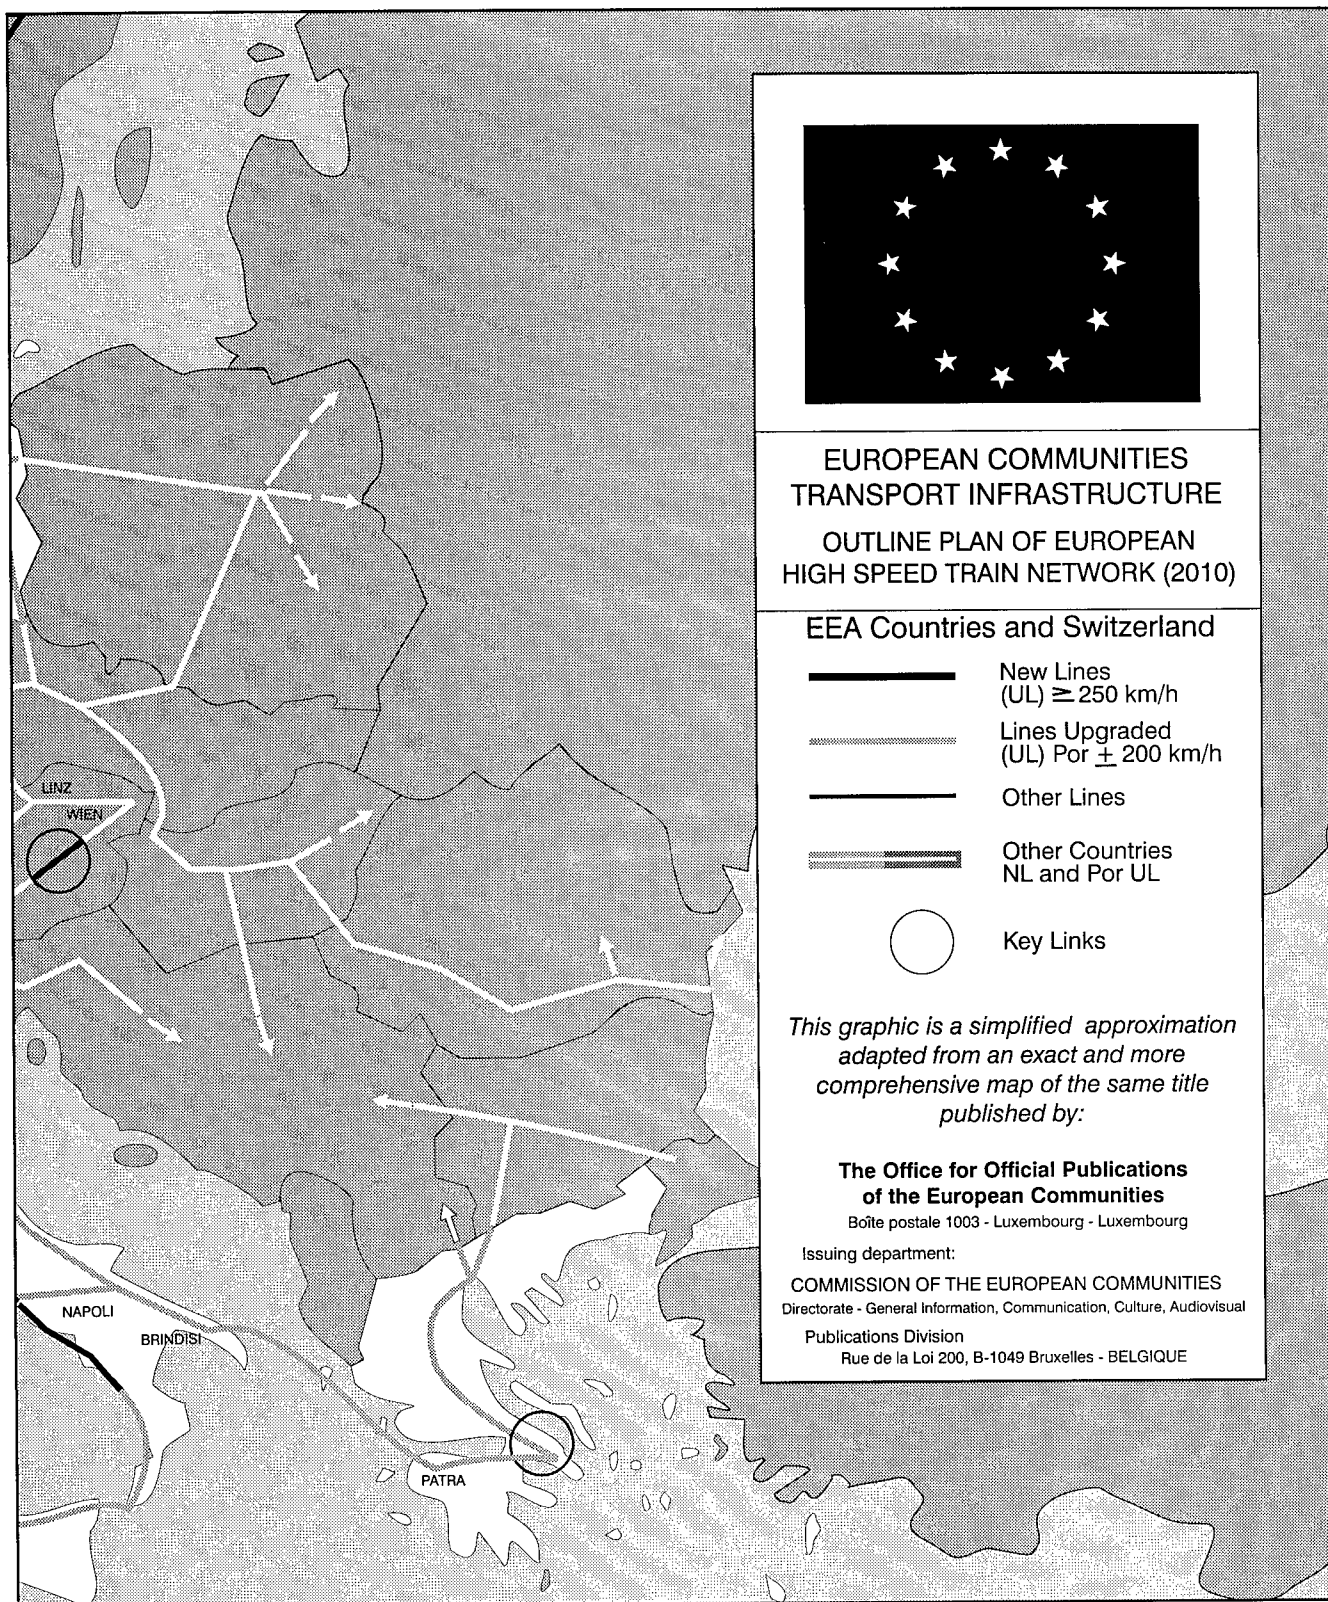 EUROPEAN COMMUNITIES
TRANSPORT INFRASTRUCTURE
OUTLINE PLAN OF EUROPEAN
HIGH SPEED TRAIN NETWORK (2010)
EEA Countries and Switzerland
New Lines
(UL) ≥ 250 km/h
Lines Upgraded
(UL) Por ± 200 km/h
Other Lines
Other Countries
NL and Por UL
Key Links
This graphic is a simplified approximation
adapted from an exact and more
comprehensive map of the same title
published by:
The Office for Official Publications
of the European Communities
Boîte postale 1003 - Luxembourg - Luxembourg
Issuing department:
COMMISSION OF THE EUROPEAN COMMUNITIES
Directorate - General Information, Communication, Culture, Audiovisual
Publications Division
Rue de la Loi 200, B-1049 Bruxelles - BELGIQUE
LINZ
WIEN
NAPOLI
BRINDISI
PATRA